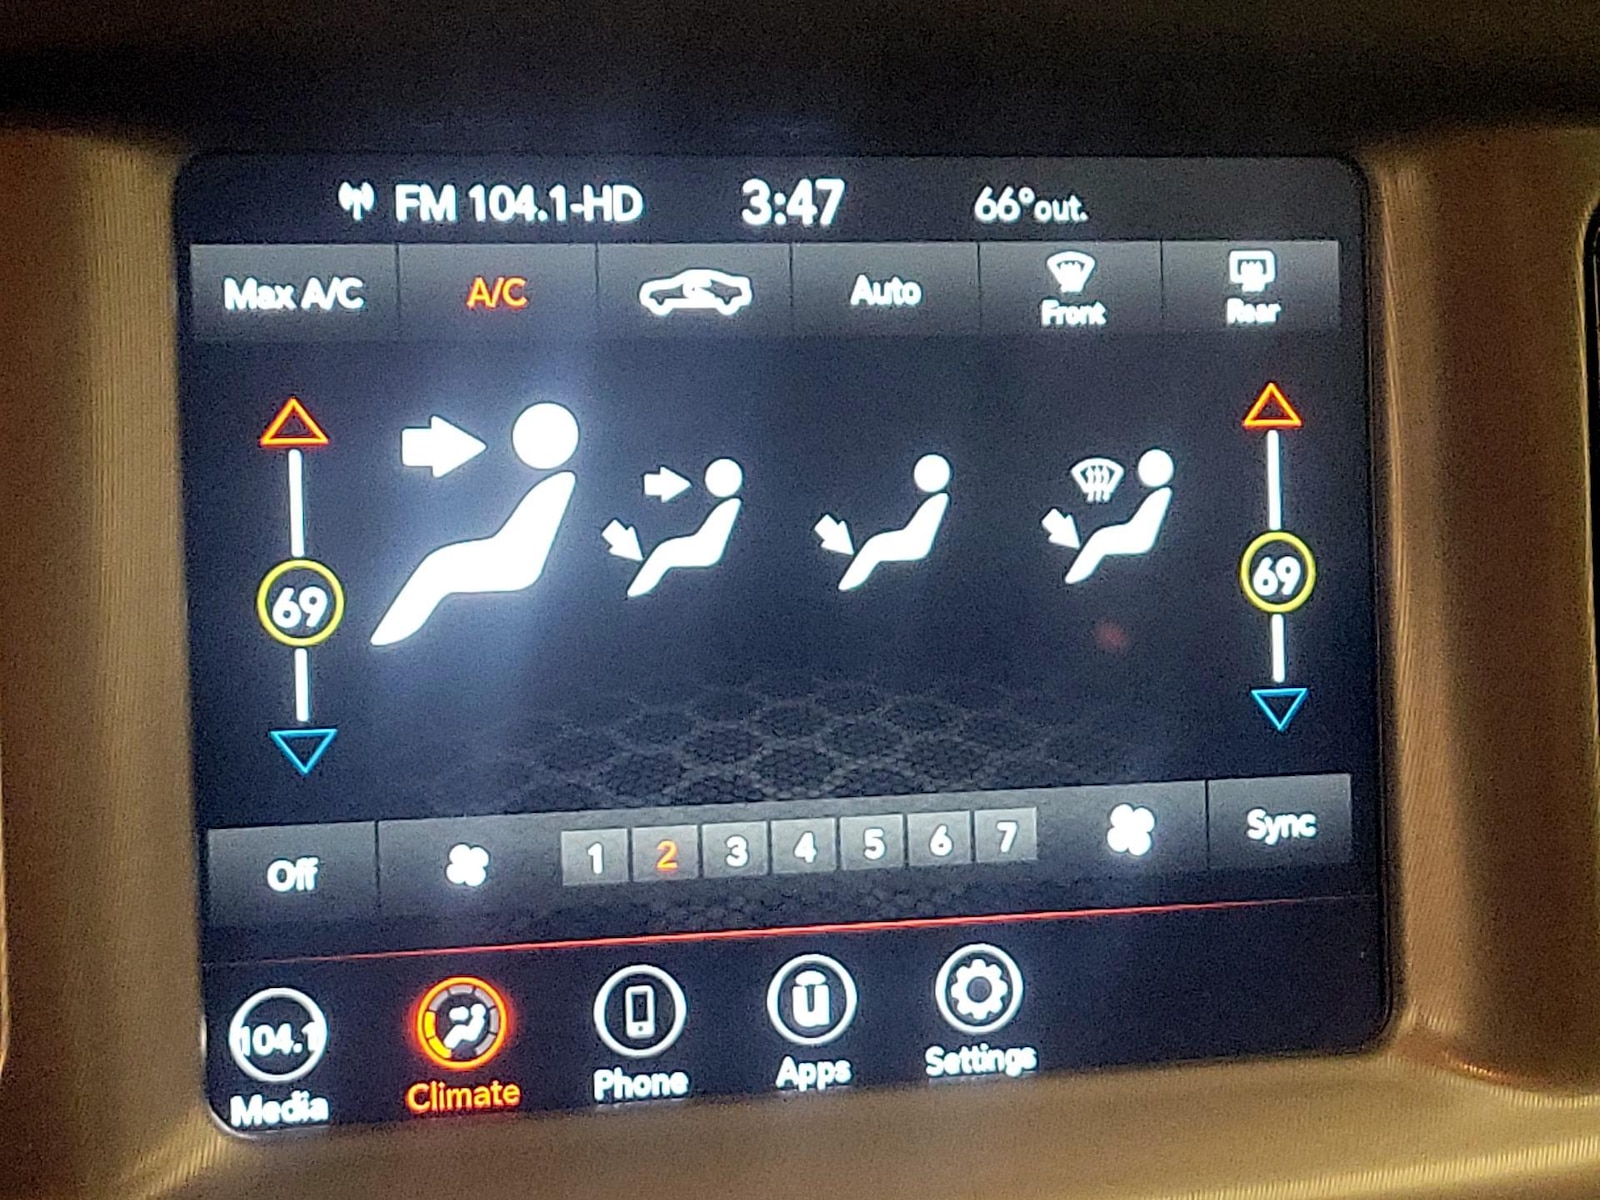 FM 104.1-HD 3:47 66°out.
Max A/C A/C Auto Front Rear
69 69
Off 1 2 3 4 5 6 7 Sync
104.1 u
Media Climate Phone Apps Settings